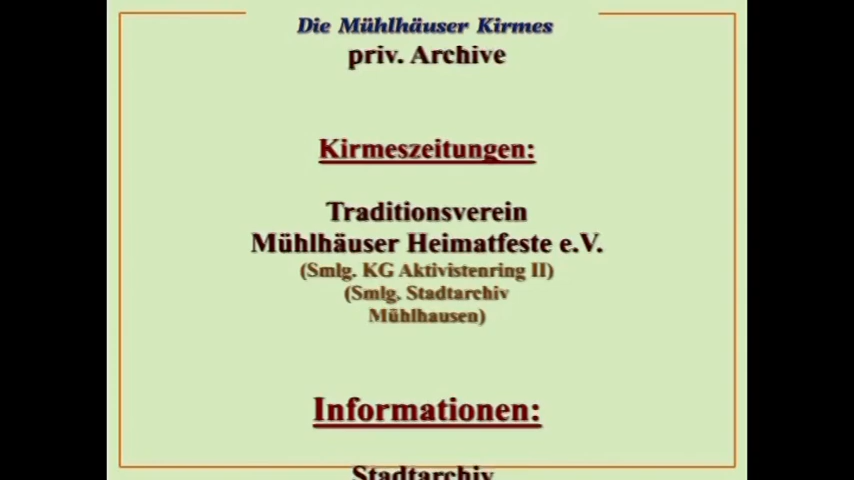 Die Mühlhäuser Kirmes
priv. Archive
Kirmeszeitungen:
Traditionsverein
Mühlhäuser Heimatfeste e.V.
(Smlg. KG Aktivistenring II)
(Smlg. Stadtarchiv
Mühlhausen)
Informationen:
Stadtarchiv